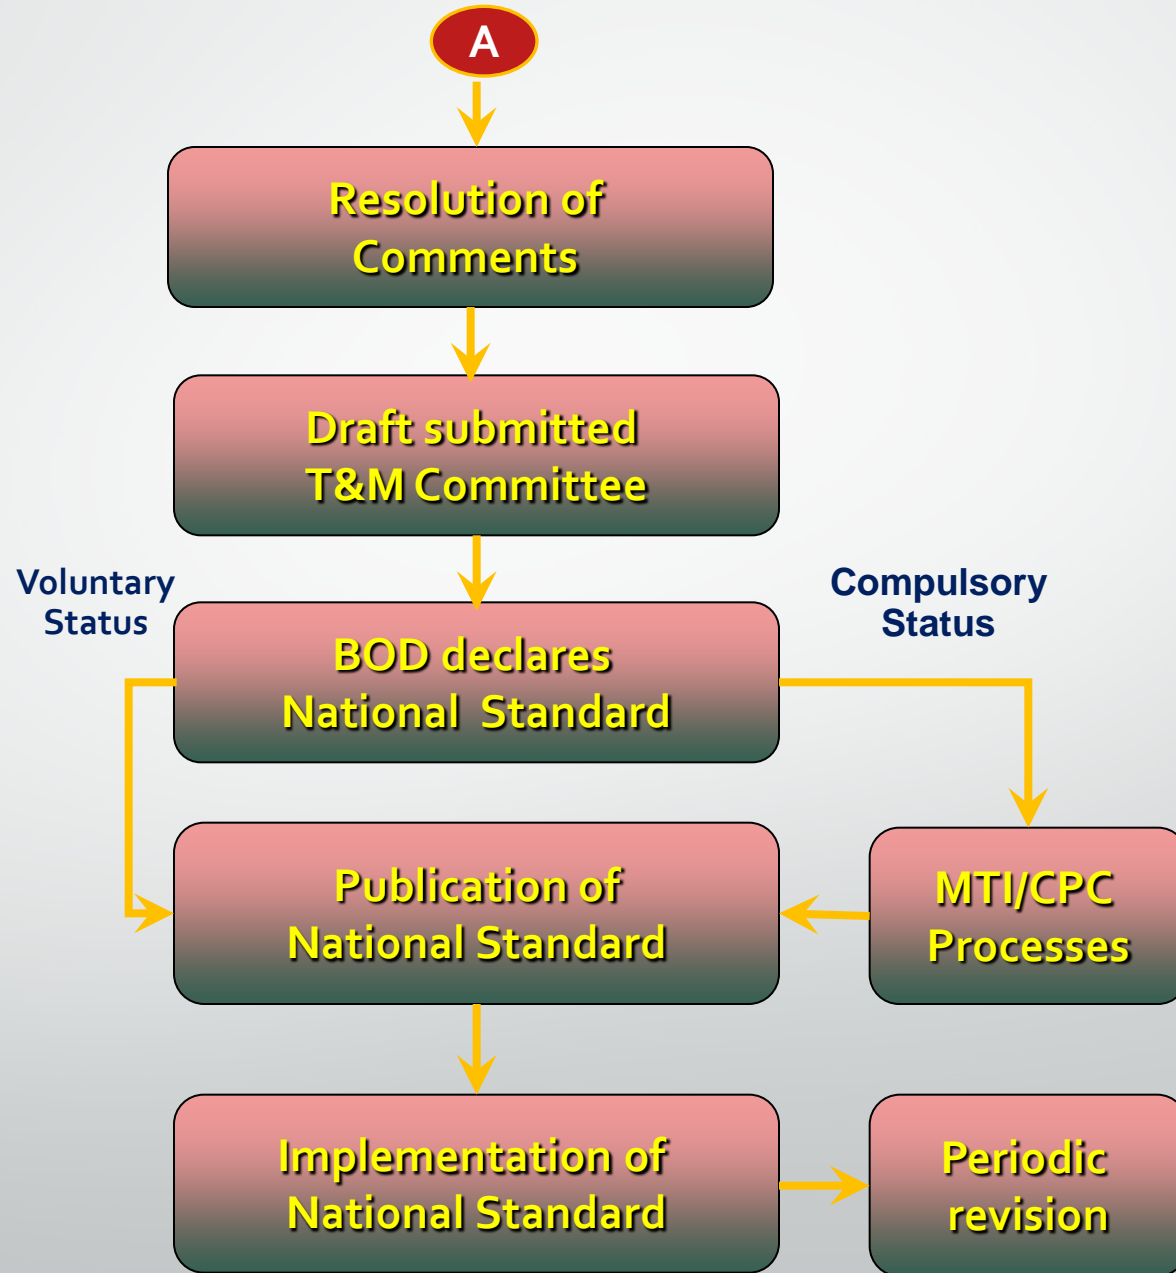 A
Resolution of
Comments
Draft submitted
T&M Committee
Voluntary
Status
Compulsory
Status
BOD declares
National Standard
Publication of
National Standard
MTI/CPC
Processes
Implementation of
National Standard
Periodic
revision